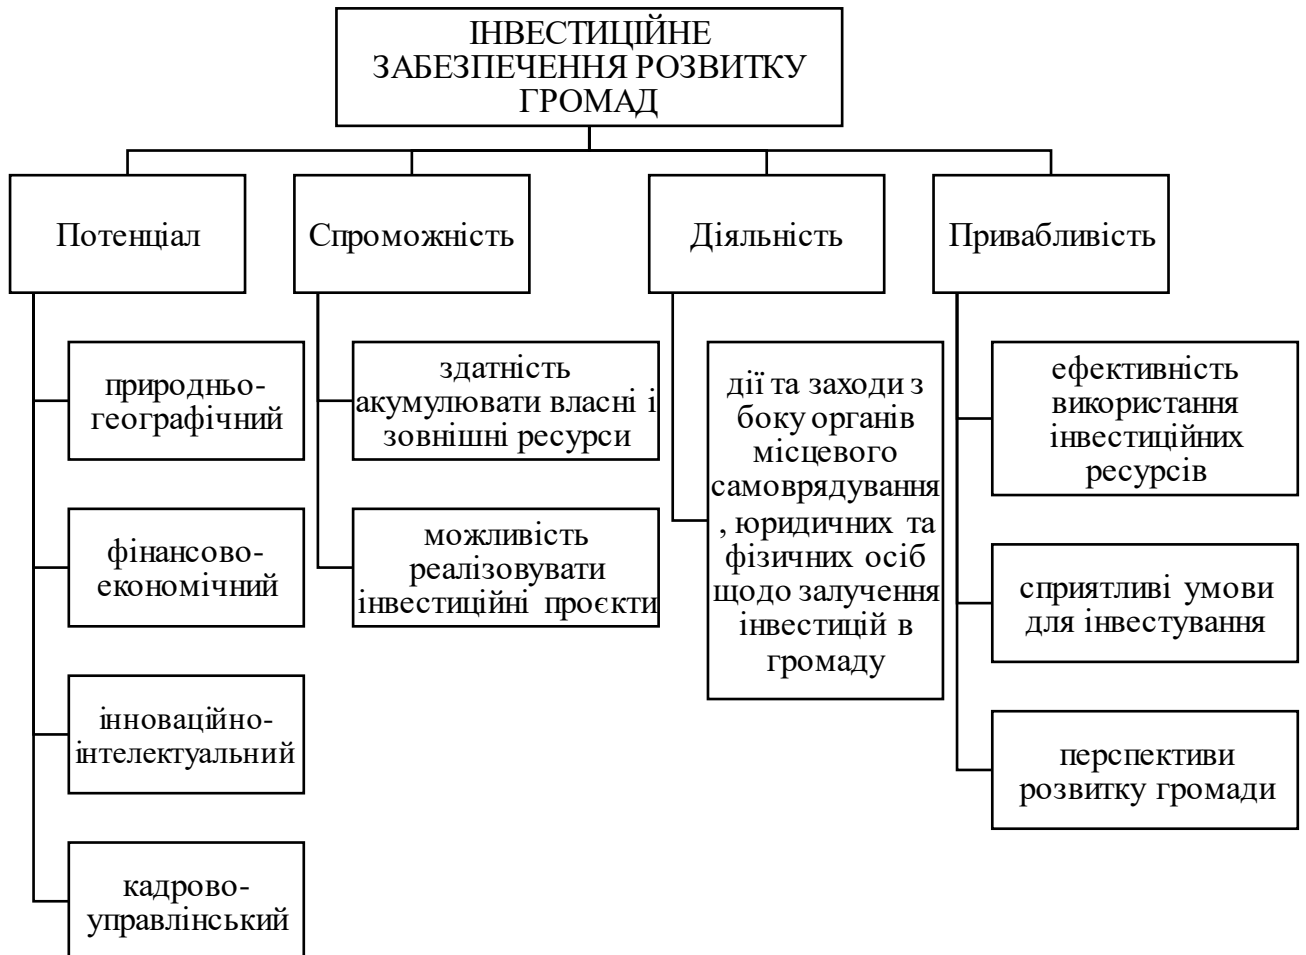 ІНВЕСТИЦІЙНЕ
ЗАБЕЗПЕЧЕННЯ РОЗВИТКУ
ГРОМАД
Потенціал
природньо-
географічний
фінансово-
економічний
інноваційно-
інтелектуальний
кадрово-
управлінський
Спроможність
здатність
акумулювати власні і
зовнішні ресурси
можливість
реалізовувати
інвестиційні проєкти
Діяльність
дії та заходи з
боку органів
місцевого
самоврядування
, юридичних та
фізичних осіб
щодо залучення
інвестицій в
громаду
Привабливість
ефективність
використання
інвестиційних
ресурсів
сприятливі умови
для інвестування
перспективи
розвитку громади